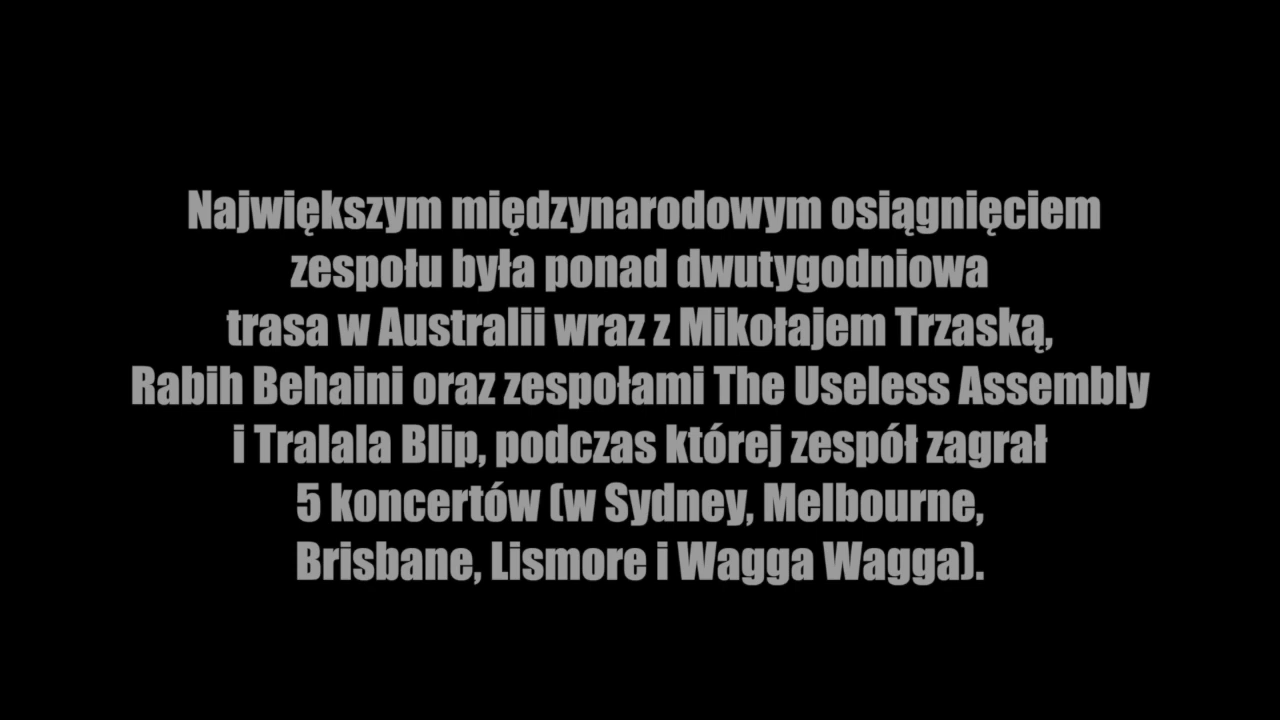 Największym międzynarodowym osiągnięciem
zespołu była ponad dwutygodniowa
trasa w Australii wraz z Mikołajem Trzaską,
Rabih Behaini oraz zespołami The Useless Assembly
i Tralala Blip, podczas której zespół zagrał
5 koncertów (w Sydney, Melbourne,
Brisbane, Lismore i Wagga Wagga).